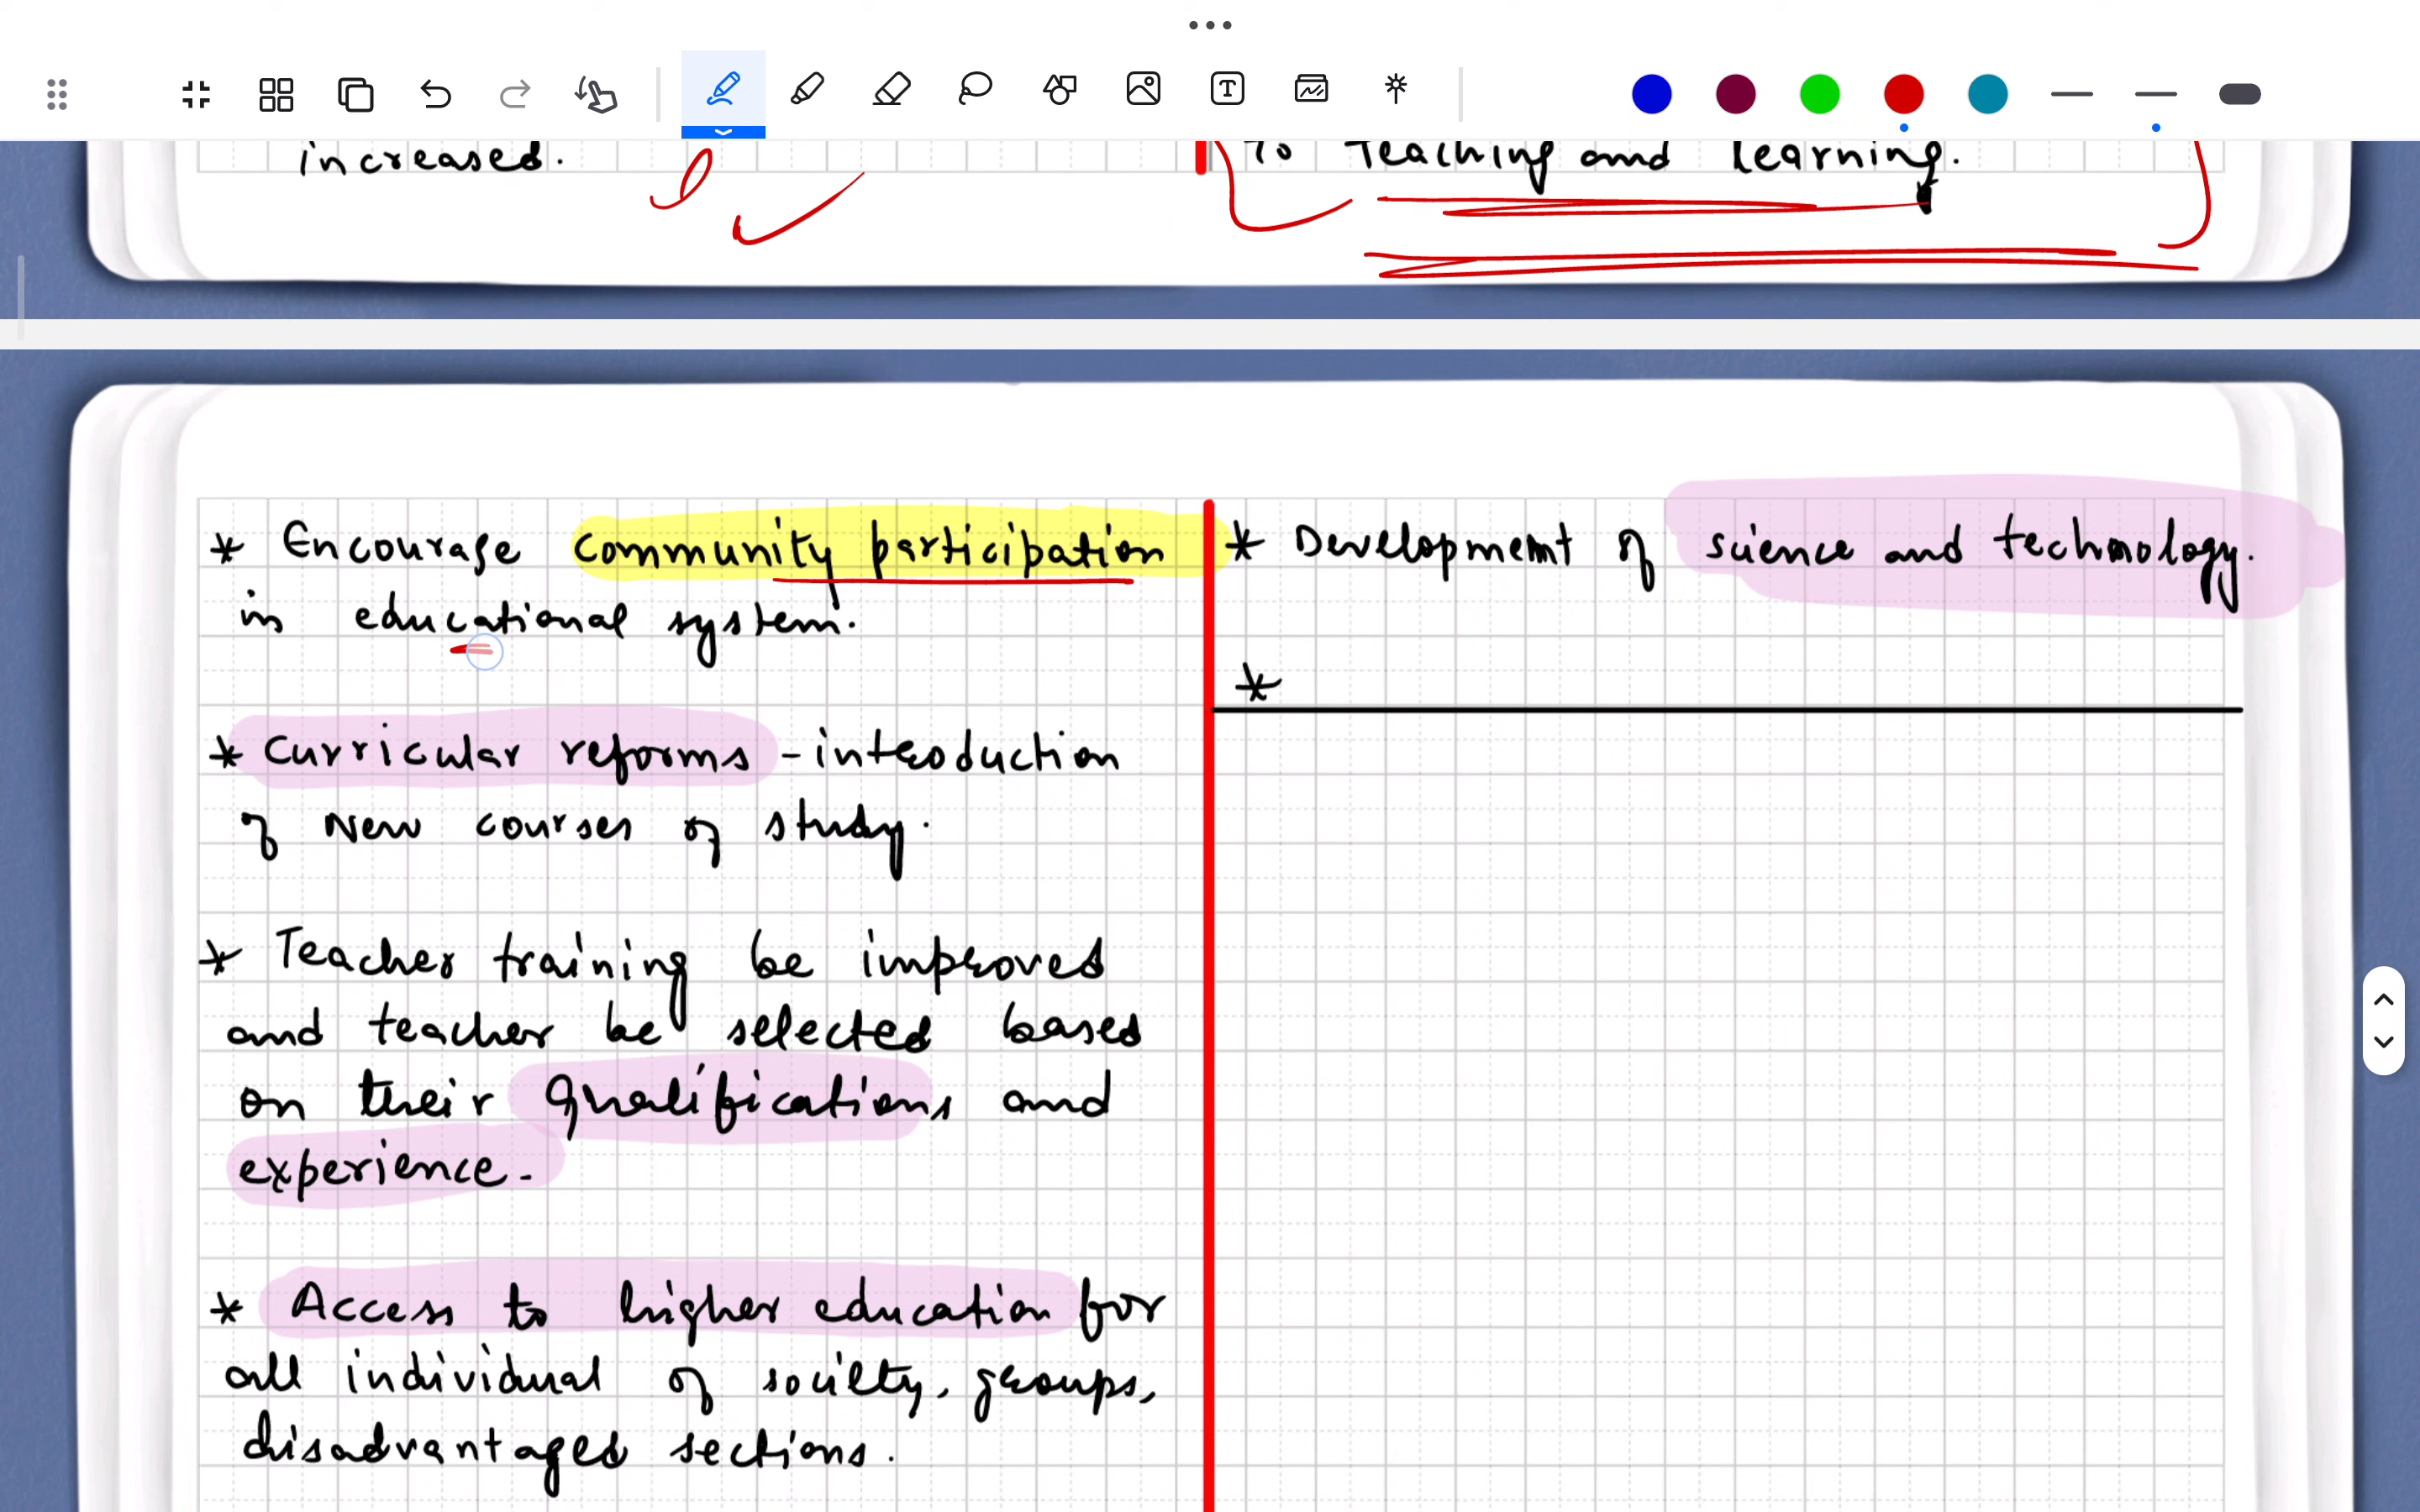 increased.
to teaching and learning.
* Encourage community participation
in educational system.
* Curricular reforms - introduction
of New courses of study.
* Teacher training be improved
and teacher be selected based
on their qualifications and
experience.
* Access to higher education for
all individual of society, groups,
disadvantaged sections.
* Development of science and technology.
*